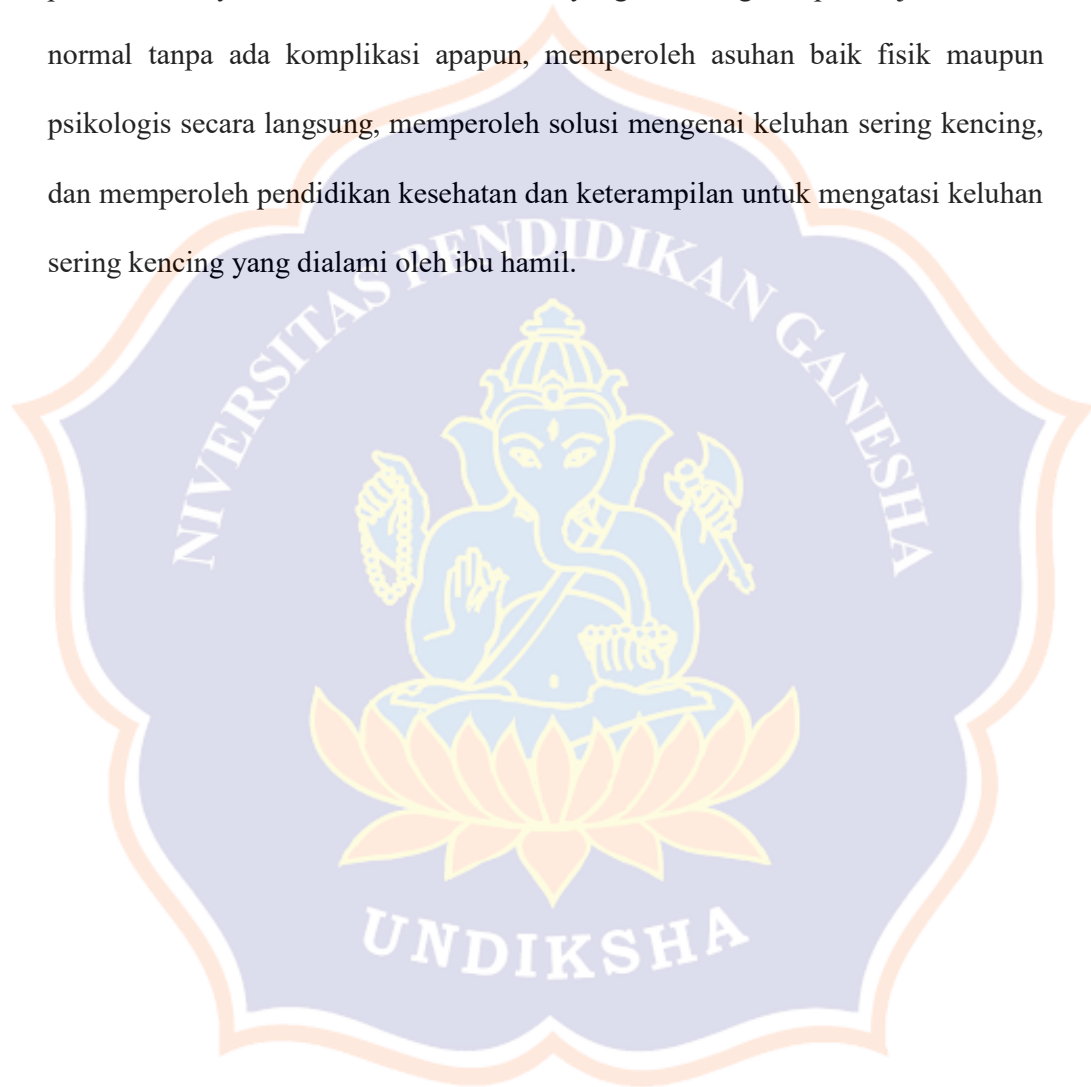 normal tanpa ada komplikasi apapun, memperoleh asuhan baik fisik maupun
psikologis secara langsung, memperoleh solusi mengenai keluhan sering kencing,
dan memperoleh pendidikan kesehatan dan keterampilan untuk mengatasi keluhan
sering kencing yang dialami oleh ibu hamil.
NIVERSITAS PENDIDIKAN GANESHA
UNDIKSHA